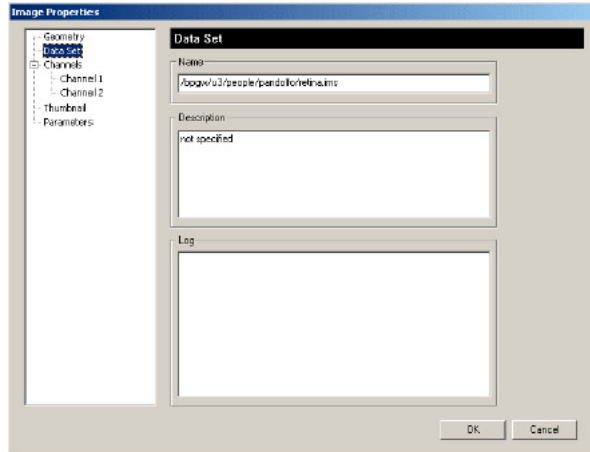 Image Properties
Geometry
Data Set
Channels
Channel 1
Channel 2
Thumbnail
Parameters
Data Set
Name
/bpgw/u3/people/pandolfo/retina.ims
Description
not specified
Log
OK
Cancel